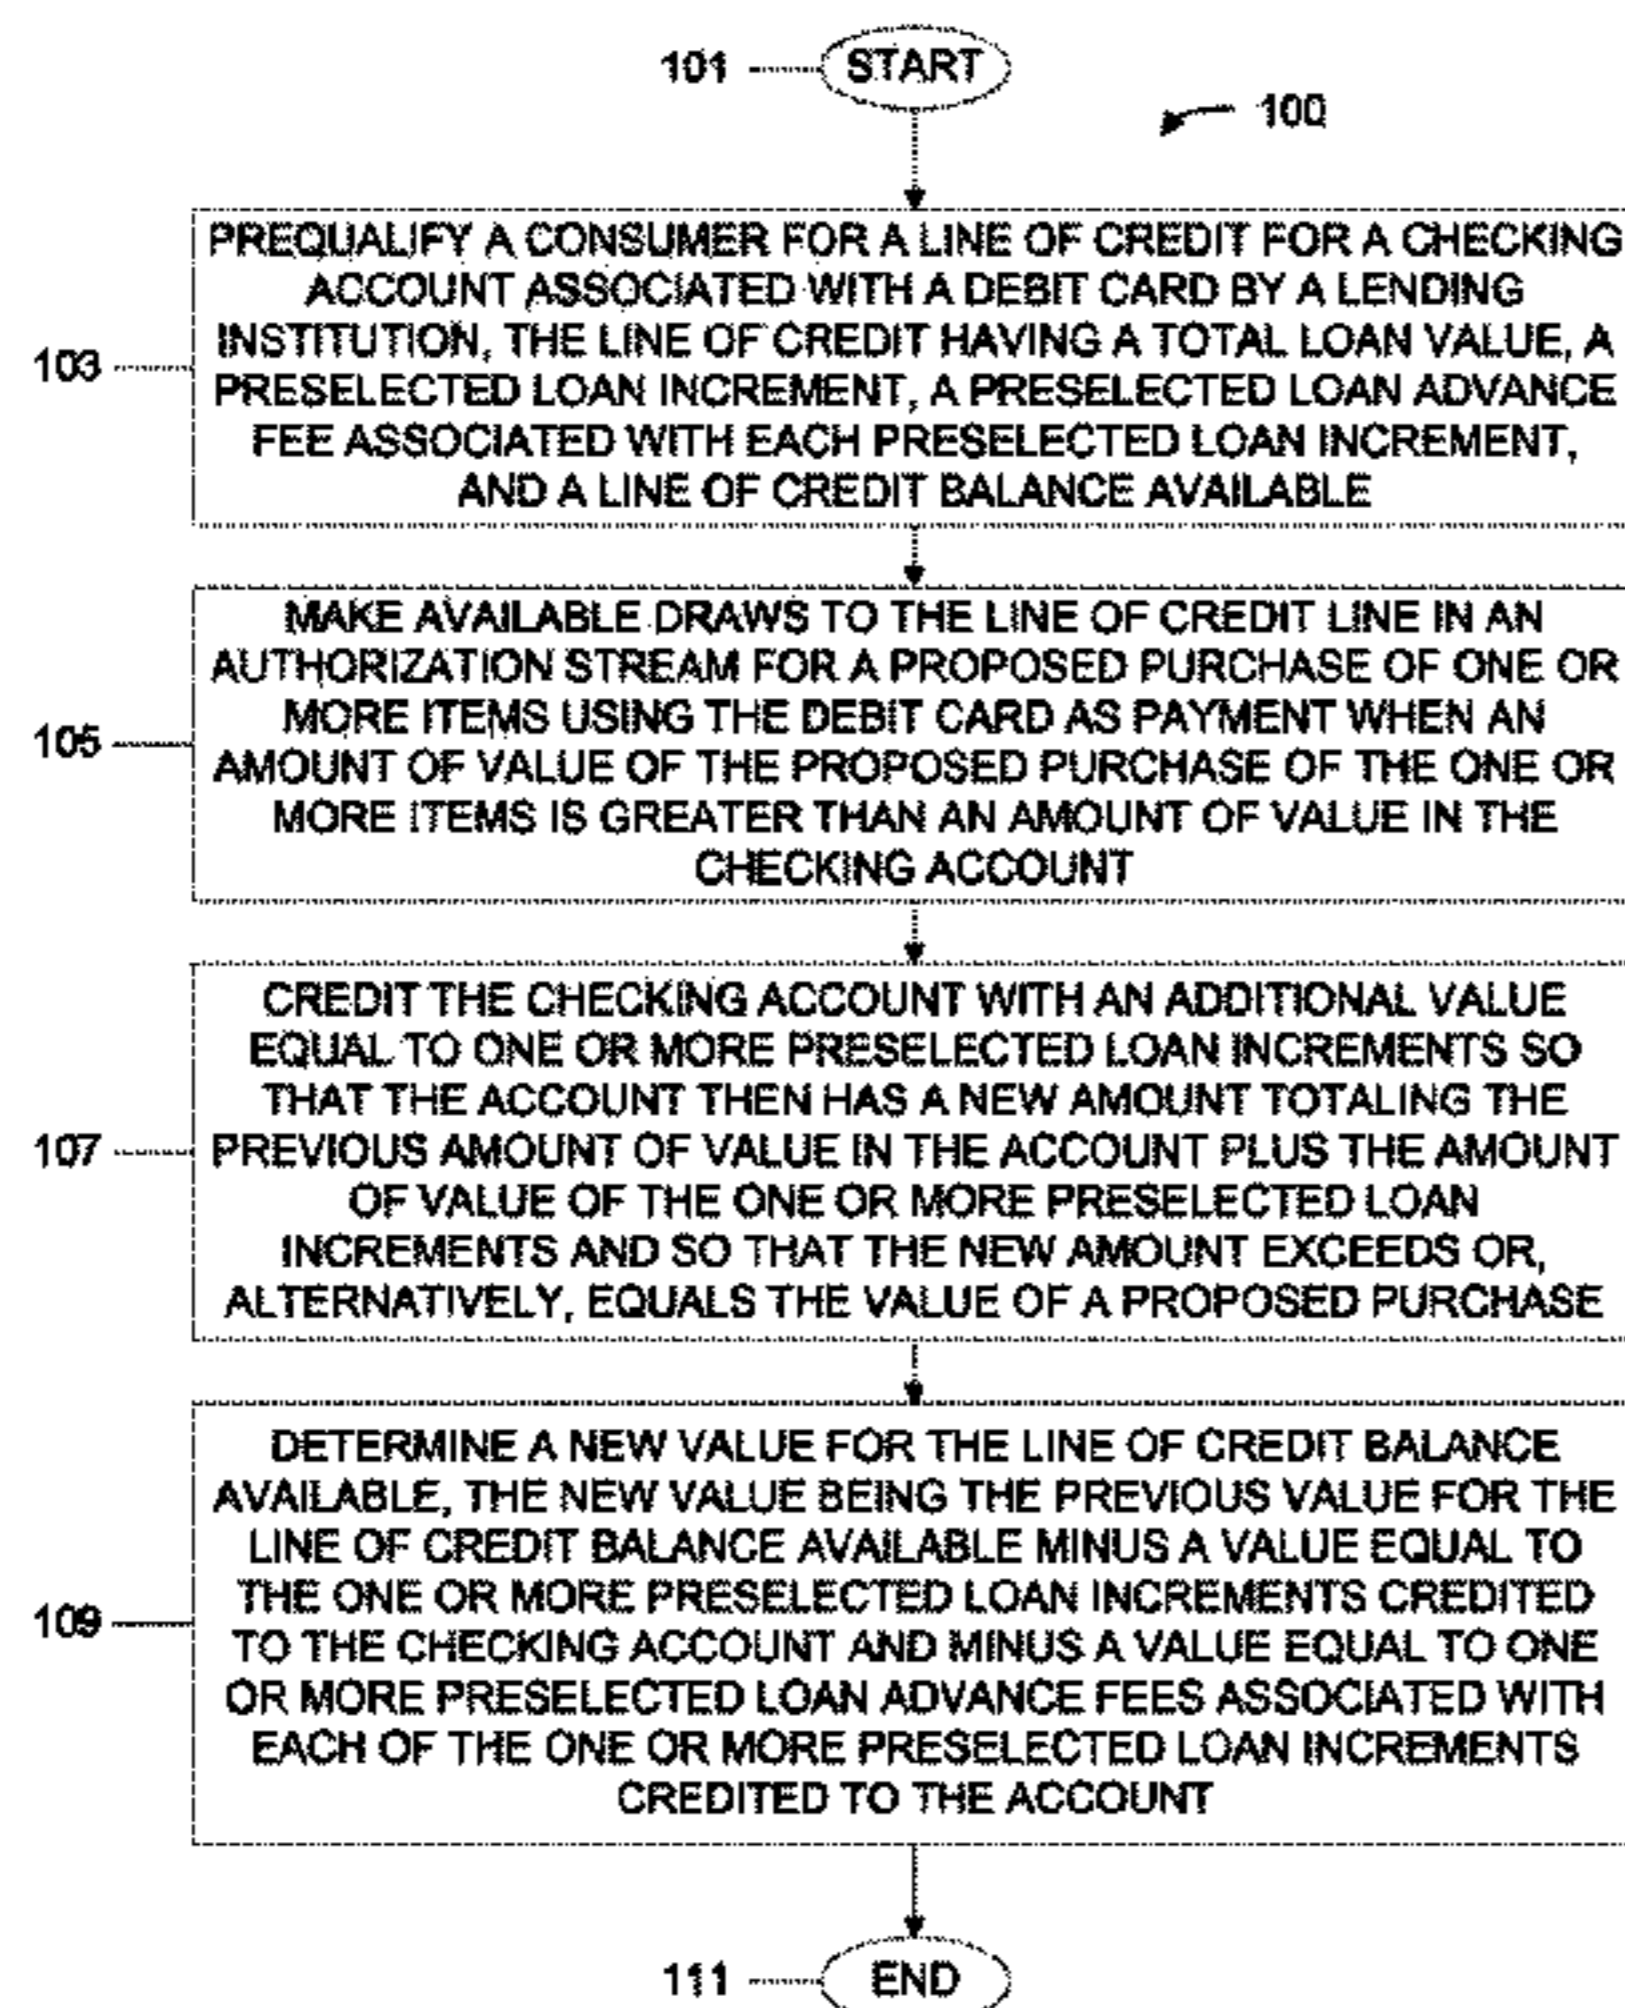 101 START
100
PREQUALIFY A CONSUMER FOR A LINE OF CREDIT FOR A CHECKING
ACCOUNT ASSOCIATED WITH A DEBIT CARD BY A LENDING
INSTITUTION, THE LINE OF CREDIT HAVING A TOTAL LOAN VALUE, A
103
PRESELECTED LOAN INCREMENT, A PRESELECTED LOAN ADVANCE
FEE ASSOCIATED WITH EACH PRESELECTED LOAN INCREMENT,
AND A LINE OF CREDIT BALANCE AVAILABLE
MAKE AVAILABLE DRAWS TO THE LINE OF CREDIT LINE IN AN
AUTHORIZATION STREAM FOR A PROPOSED PURCHASE OF ONE OR
MORE ITEMS USING THE DEBIT CARD AS PAYMENT WHEN AN
105
AMOUNT OF VALUE OF THE PROPOSED PURCHASE OF THE ONE OR
MORE ITEMS IS GREATER THAN AN AMOUNT OF VALUE IN THE
CHECKING ACCOUNT
CREDIT THE CHECKING ACCOUNT WITH AN ADDITIONAL VALUE
EQUAL TO ONE OR MORE PRESELECTED LOAN INCREMENTS SO
THAT THE ACCOUNT THEN HAS A NEW AMOUNT TOTALING THE
107
PREVIOUS AMOUNT OF VALUE IN THE ACCOUNT PLUS THE AMOUNT
OF VALUE OF THE ONE OR MORE PRESELECTED LOAN
INCREMENTS AND SO THAT THE NEW AMOUNT EXCEEDS OR,
ALTERNATIVELY, EQUALS THE VALUE OF A PROPOSED PURCHASE
DETERMINE A NEW VALUE FOR THE LINE OF CREDIT BALANCE
AVAILABLE, THE NEW VALUE BEING THE PREVIOUS VALUE FOR THE
LINE OF CREDIT BALANCE AVAILABLE MINUS A VALUE EQUAL TO
THE ONE OR MORE PRESELECTED LOAN INCREMENTS CREDITED
109
TO THE CHECKING ACCOUNT AND MINUS A VALUE EQUAL TO ONE
OR MORE PRESELECTED LOAN ADVANCE FEES ASSOCIATED WITH
EACH OF THE ONE OR MORE PRESELECTED LOAN INCREMENTS
CREDITED TO THE ACCOUNT
111 END